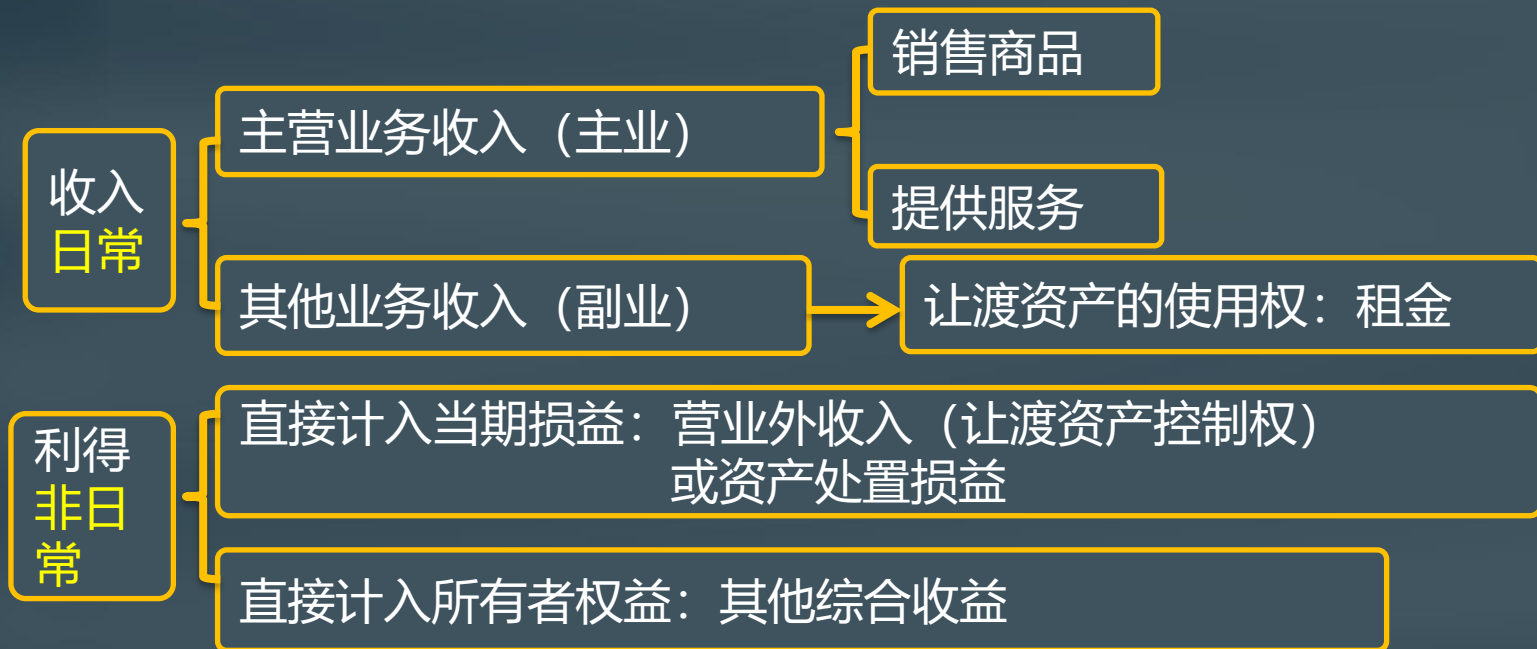 收入
日常
主营业务收入（主业）
销售商品
提供服务
其他业务收入（副业）
让渡资产的使用权：租金
利得
非日
常
直接计入当期损益：营业外收入（让渡资产控制权）
或资产处置损益
直接计入所有者权益：其他综合收益